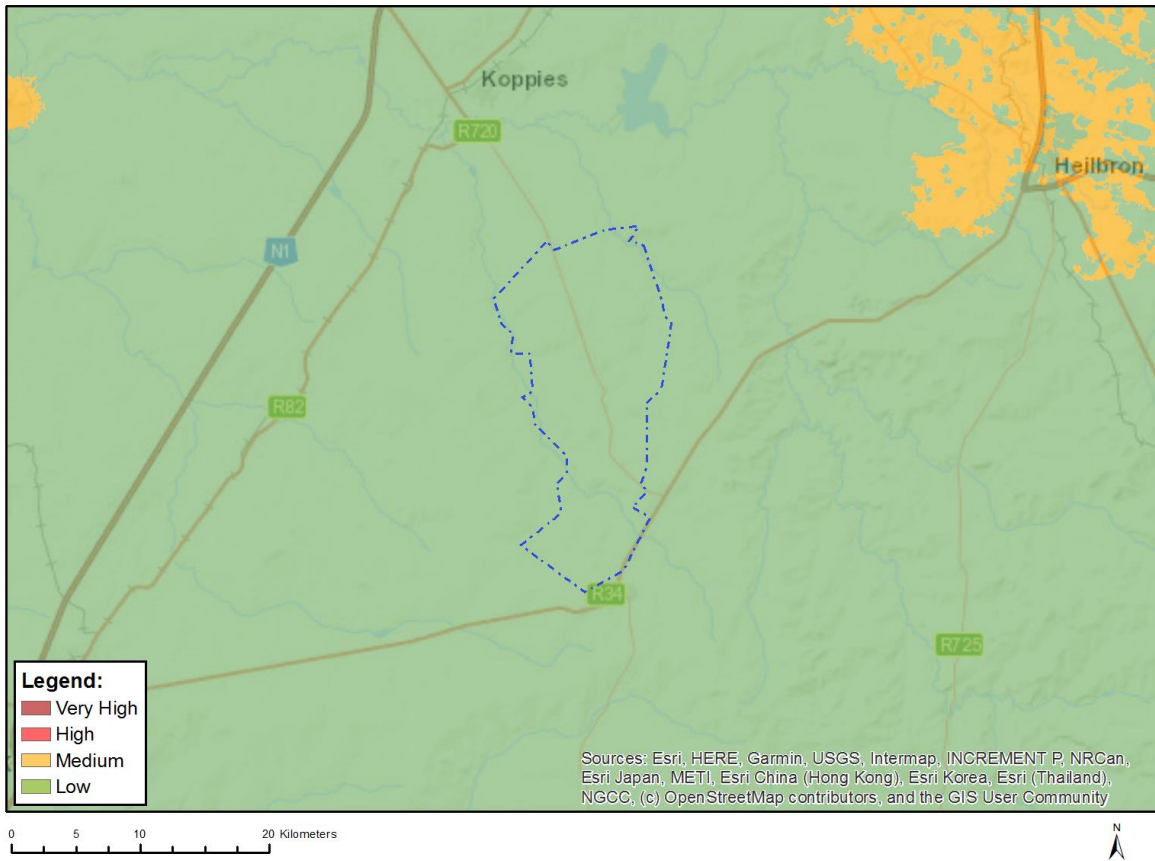 Koppies
R720
Heilbron
N1
R82
R34
R725
Legend:
Very High
High
Medium
Low
Sources: Esri, HERE, Garmin, USGS, Intermap, INCREMENT P, NRCan,
Esri Japan, METI, Esri China (Hong Kong), Esri Korea, Esri (Thailand),
NGCC, (c) OpenStreetMap contributors, and the GIS User Community
0 5 10 20 Kilometers
N